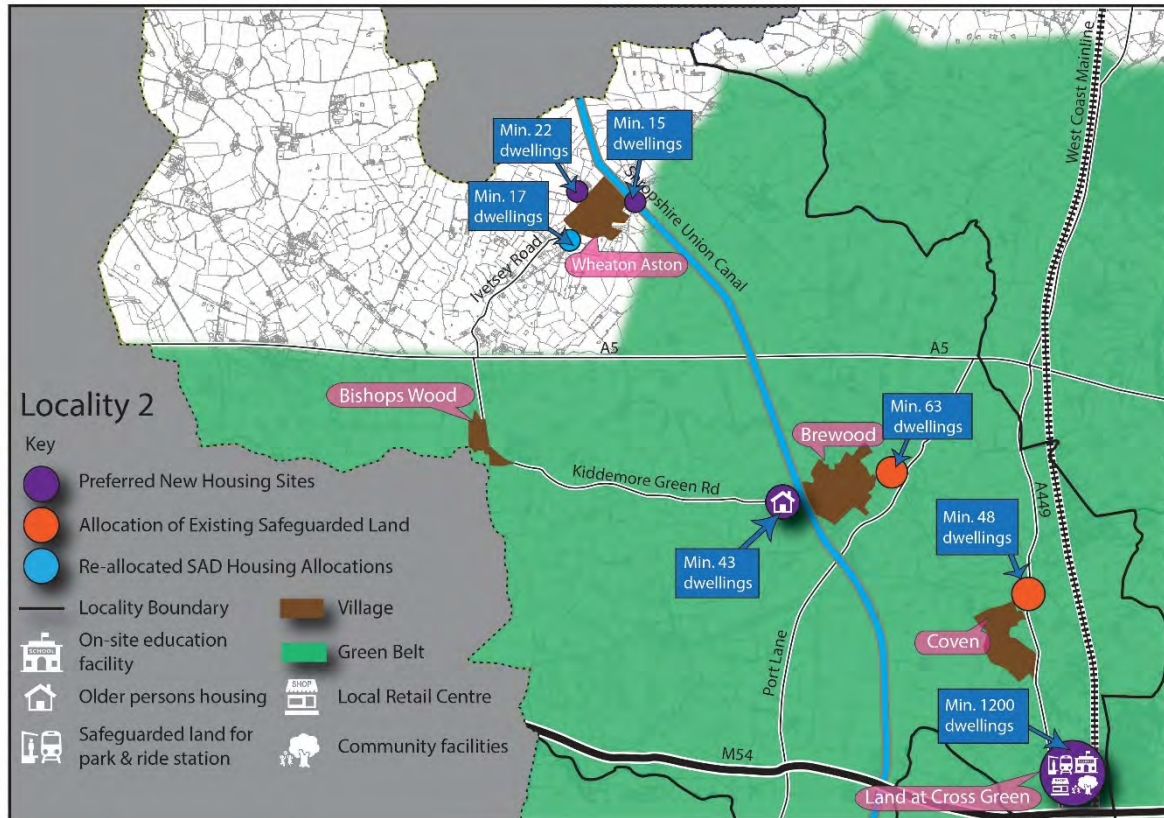 West Coast Mainline
Min. 22
dwellings
Min. 15
dwellings
Min. 17
dwellings
Shropshire Union Canal
Wheaton Aston
Ivetsey Road
A5
A5
Bishops Wood
Min. 63
dwellings
Brewood
Kiddemore Green Rd
A449
Min. 48
dwellings
Min. 43
dwellings
Coven
Port Lane
Min. 1200
dwellings
M54
Land at Cross Green
SCHOOL
SHOP
Locality 2
Key
Preferred New Housing Sites
Allocation of Existing Safeguarded Land
Re-allocated SAD Housing Allocations
Locality Boundary
Village
On-site education
facility
SCHOOL
Green Belt
Older persons housing
SHOP
Local Retail Centre
Safeguarded land for
park & ride station
Community facilities